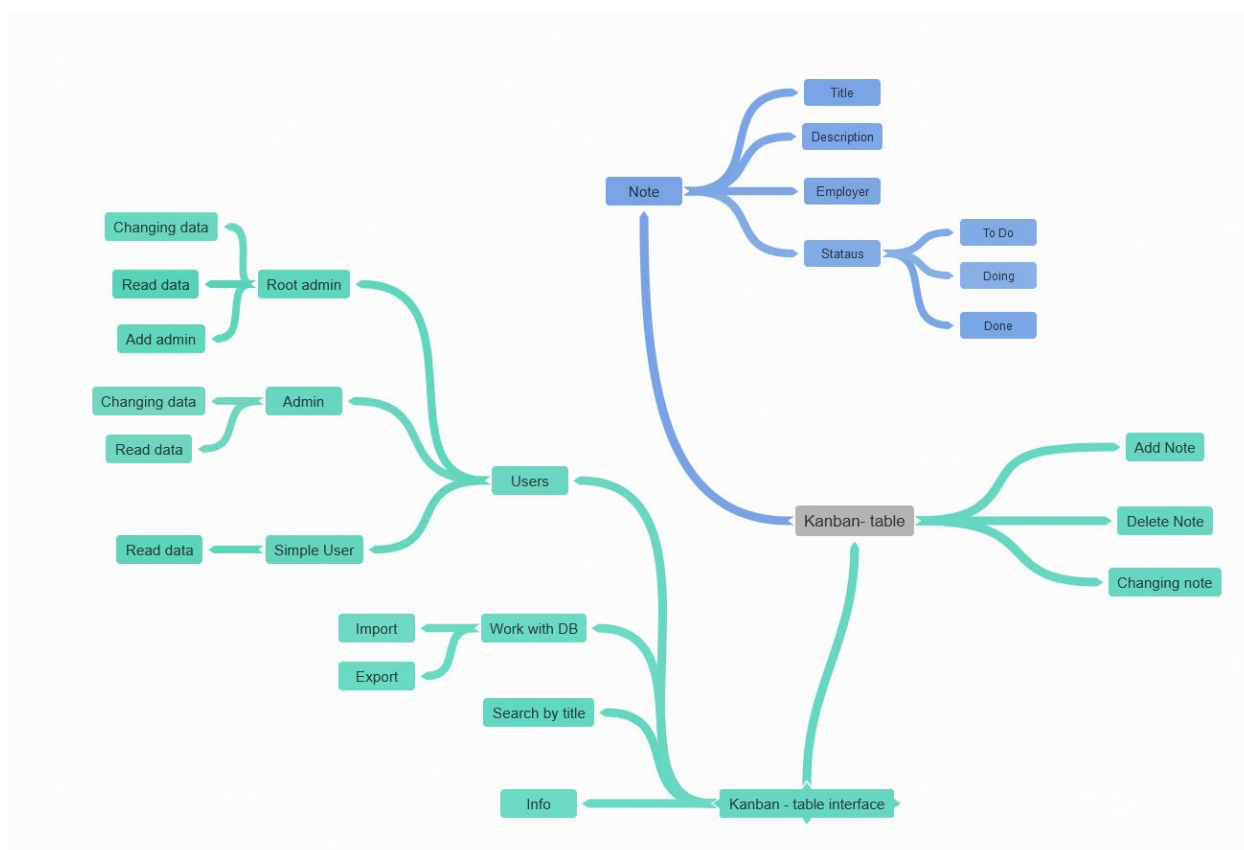 Title
Description
Note
Employer
Stataus
To Do
Doing
Done
Changing data
Read data
Root admin
Add admin
Changing data
Admin
Read data
Users
Read data
Simple User
Kanban- table
Add Note
Delete Note
Changing note
Import
Work with DB
Export
Search by title
Info
Kanban - table interface